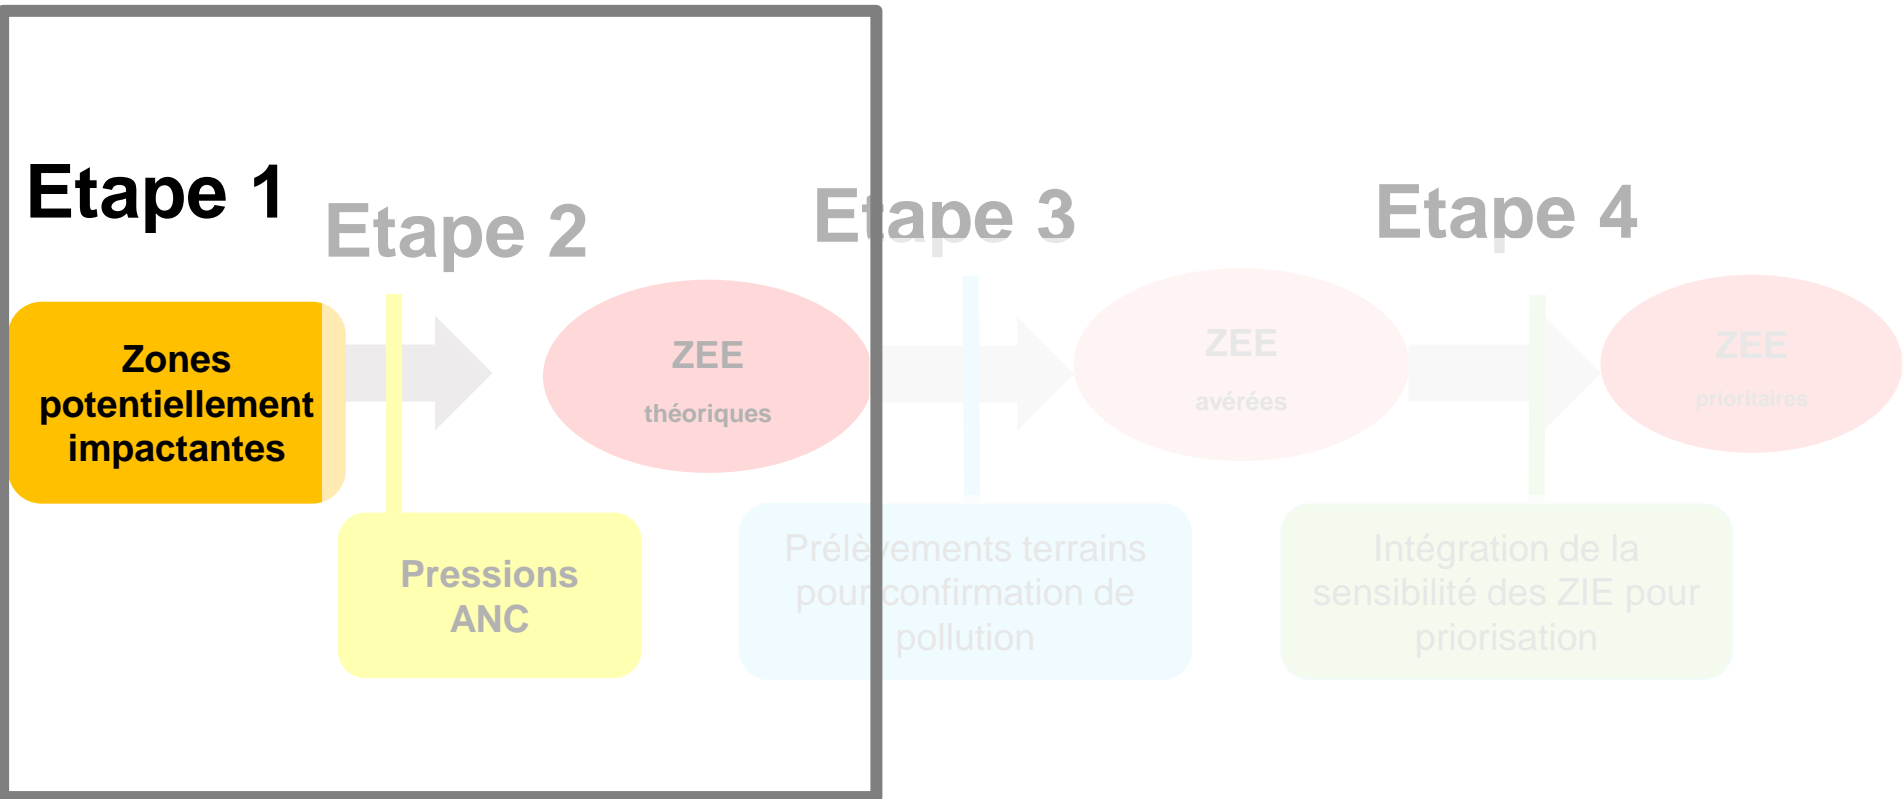 Etape 1
Etape 2
Etape 3
Etape 4
Zones
potentiellement
impactantes
ZEE
théoriques
ZEE
avérées
ZEE
prioritaires
Pressions
ANC
Prélèvements terrains
pour confirmation de
pollution
Intégration de la
sensibilité des ZIE pour
priorisation